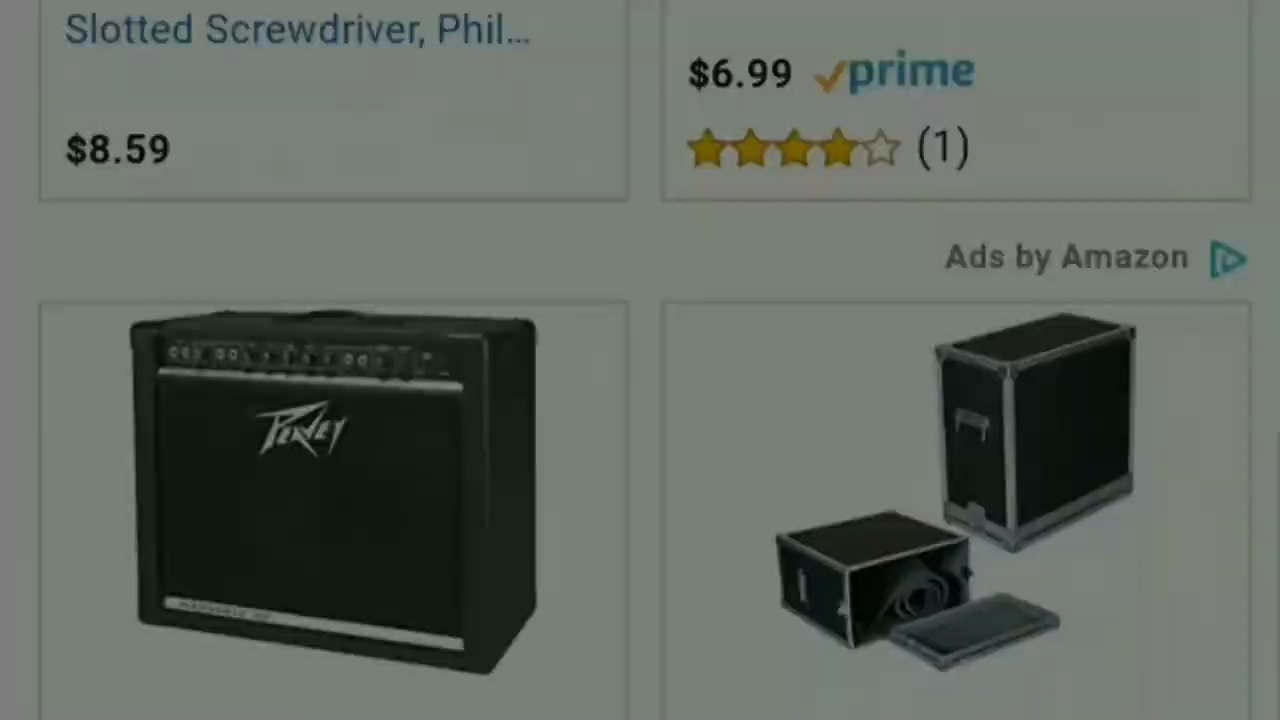 Slotted Screwdriver, Phil...
$8.59
$6.99 prime
(1)
Ads by Amazon
Peavey